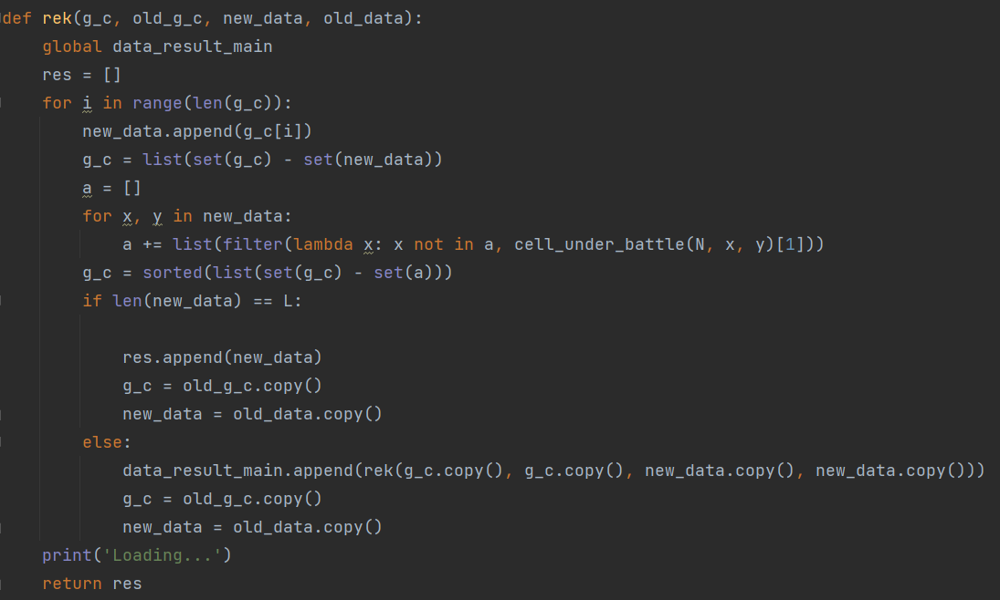 def rek(g_c, old_g_c, new_data, old_data):
    global data_result_main
    res = []
    for i in range(len(g_c)):
        new_data.append(g_c[i])
        g_c = list(set(g_c) - set(new_data))
        a = []
        for x, y in new_data:
            a += list(filter(lambda x: x not in a, cell_under_battle(N, x, y)[1]))
        g_c = sorted(list(set(g_c) - set(a)))
        if len(new_data) == L:

            res.append(new_data)
            g_c = old_g_c.copy()
            new_data = old_data.copy()
        else:
            data_result_main.append(rek(g_c.copy(), g_c.copy(), new_data.copy(), new_data.copy()))
            g_c = old_g_c.copy()
            new_data = old_data.copy()
    print('Loading...')
    return res